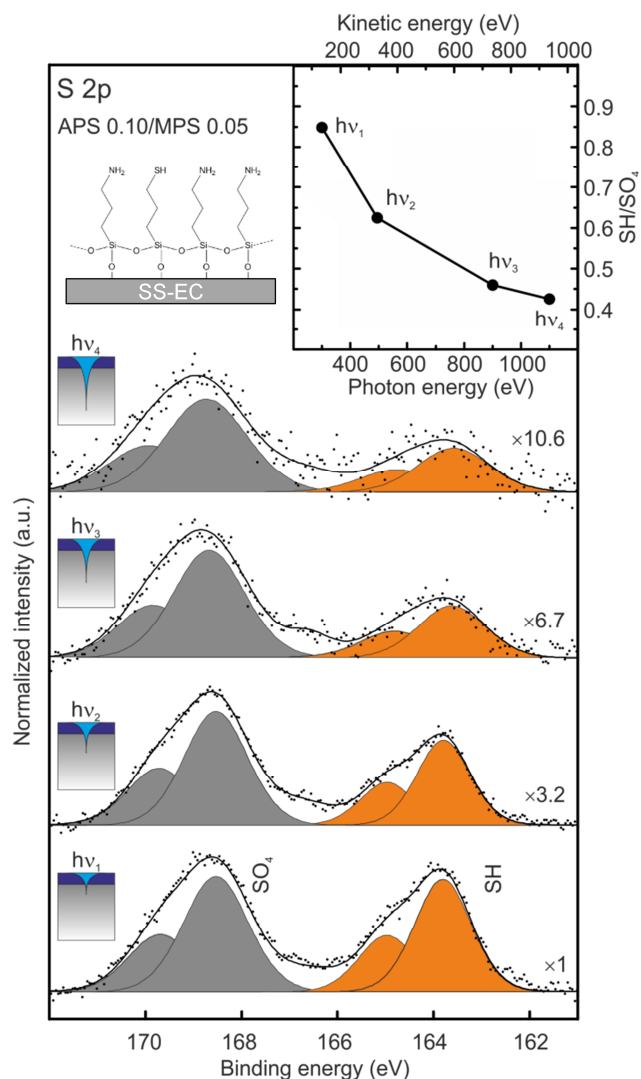 Kinetic energy (eV)
200 400 600 800 1000
S 2p
APS 0.10/MPS 0.05
NH₂ SH NH₂ NH₂
Si Si Si Si
O O O O O
O O O O
SS-EC
hν₁
hν₂
hν₃
hν₄
0.9
0.8
0.7
0.6
0.5
0.4
SH/SO₄
400 600 800 1000
Photon energy (eV)
hν₄
×10.6
hν₃
×6.7
hν₂
×3.2
hν₁
SO₄
SH
×1
170 168 166 164 162
Binding energy (eV)
Normalized intensity (a.u.)